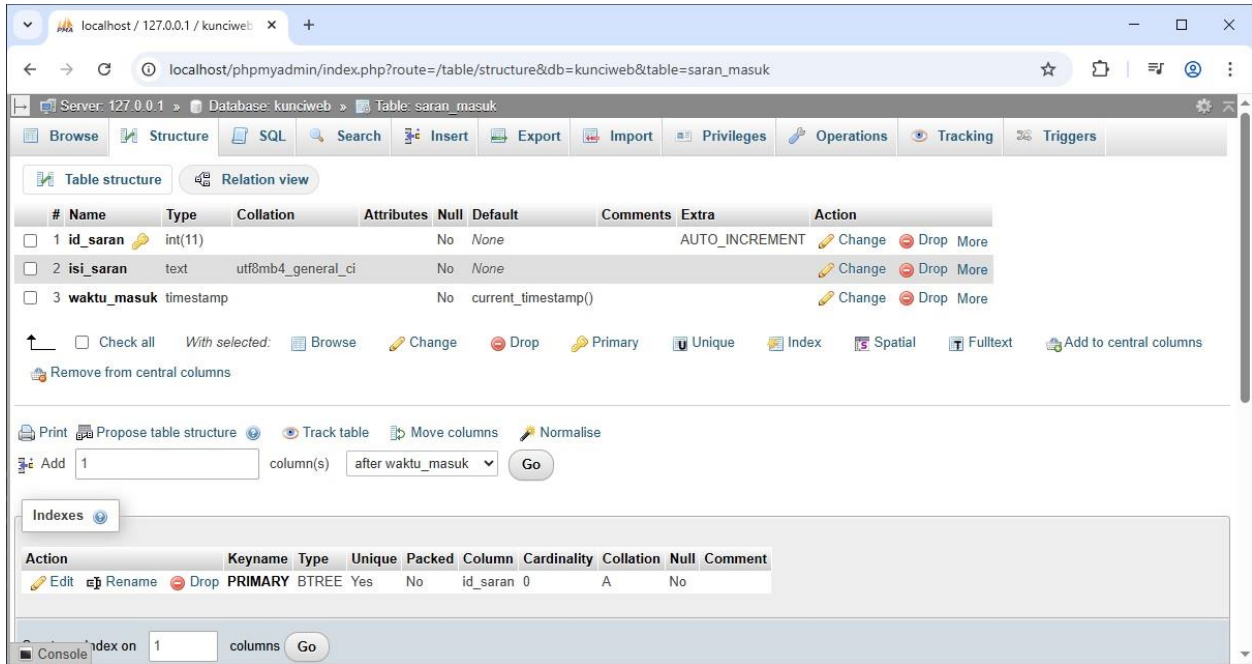 localhost / 127.0.0.1 / kunciweb
localhost/phpmyadmin/index.php?route=/table/structure&db=kunciweb&table=saran_masuk
Server: 127.0.0.1 » Database: kunciweb » Table: saran_masuk
Browse Structure SQL Search Insert Export Import Privileges Operations Tracking Triggers
Table structure Relation view
# Name Type Collation Attributes Null Default Comments Extra Action
1 id_saran int(11) No None AUTO_INCREMENT Change Drop More
2 isi_saran text utf8mb4_general_ci No None Change Drop More
3 waktu_masuk timestamp No current_timestamp() Change Drop More
Check all With selected: Browse Change Drop Primary Unique Index Spatial Fulltext Add to central columns
Remove from central columns
Print Propose table structure Track table Move columns Normalise
Add 1 column(s) after waktu_masuk Go
Indexes
Action Keyname Type Unique Packed Column Cardinality Collation Null Comment
Edit Rename Drop PRIMARY BTREE Yes No id_saran 0 A No
index on 1 columns Go
Console